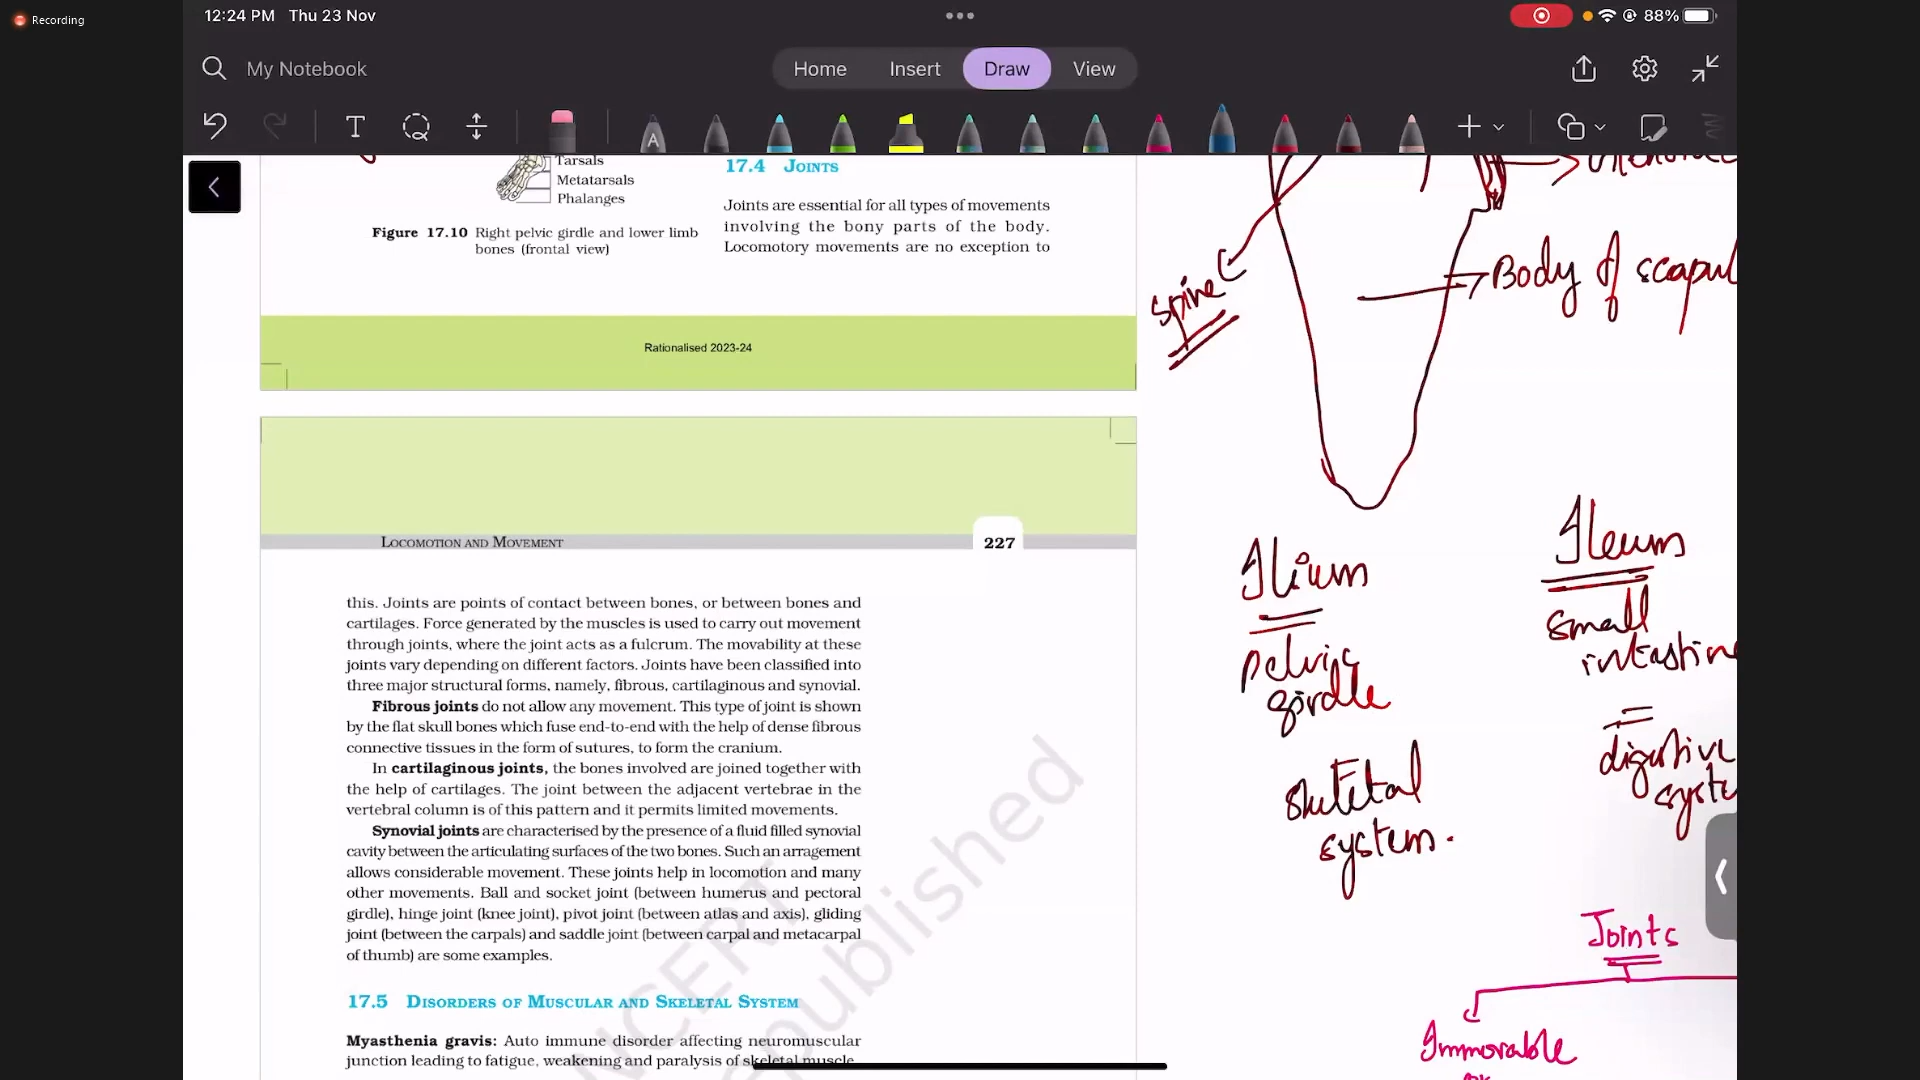 Recording
12:24 PM Thu 23 Nov
88%
My Notebook
Home Insert Draw View
T
A
Tarsals
Metatarsals
Phalanges
Figure 17.10 Right pelvic girdle and lower limb
bones (frontal view)
17.4 JOINTS
Joints are essential for all types of movements
involving the bony parts of the body.
Locomotory movements are no exception to
Rationalised 2023-24
LOCOMOTION AND MOVEMENT
227
this. Joints are points of contact between bones, or between bones and
cartilages. Force generated by the muscles is used to carry out movement
through joints, where the joint acts as a fulcrum. The movability at these
joints vary depending on different factors. Joints have been classified into
three major structural forms, namely, fibrous, cartilaginous and synovial.
Fibrous joints do not allow any movement. This type of joint is shown
by the flat skull bones which fuse end-to-end with the help of dense fibrous
connective tissues in the form of sutures, to form the cranium.
In cartilaginous joints, the bones involved are joined together with
the help of cartilages. The joint between the adjacent vertebrae in the
vertebral column is of this pattern and it permits limited movements.
Synovial joints are characterised by the presence of a fluid filled synovial
cavity between the articulating surfaces of the two bones. Such an arragement
allows considerable movement. These joints help in locomotion and many
other movements. Ball and socket joint (between humerus and pectoral
girdle), hinge joint (knee joint), pivot joint (between atlas and axis), gliding
joint (between the carpals) and saddle joint (between carpal and metacarpal
of thumb) are some examples.
17.5 DISORDERS OF MUSCULAR AND SKELETAL SYSTEM
Myasthenia gravis: Auto immune disorder affecting neuromuscular
junction leading to fatigue, weakening and paralysis of skeletal muscle.
NCERT
republished
spine
Body of scapul
Ilium
pelvic
girdle
skeletal
system.
Ileum
small
intestine
digestive
syste
Joints
Immovable